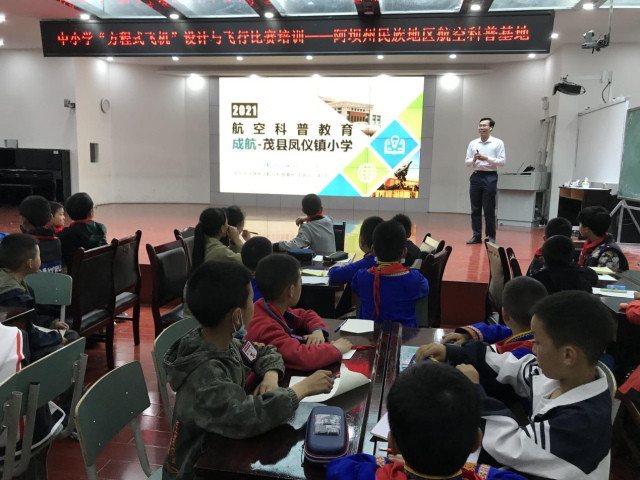 中小学“方程式飞机”设计与飞行比赛培训——阿坝州民族地区航空科普基地
2021
航空科普教育
成航-茂县凤仪镇小学